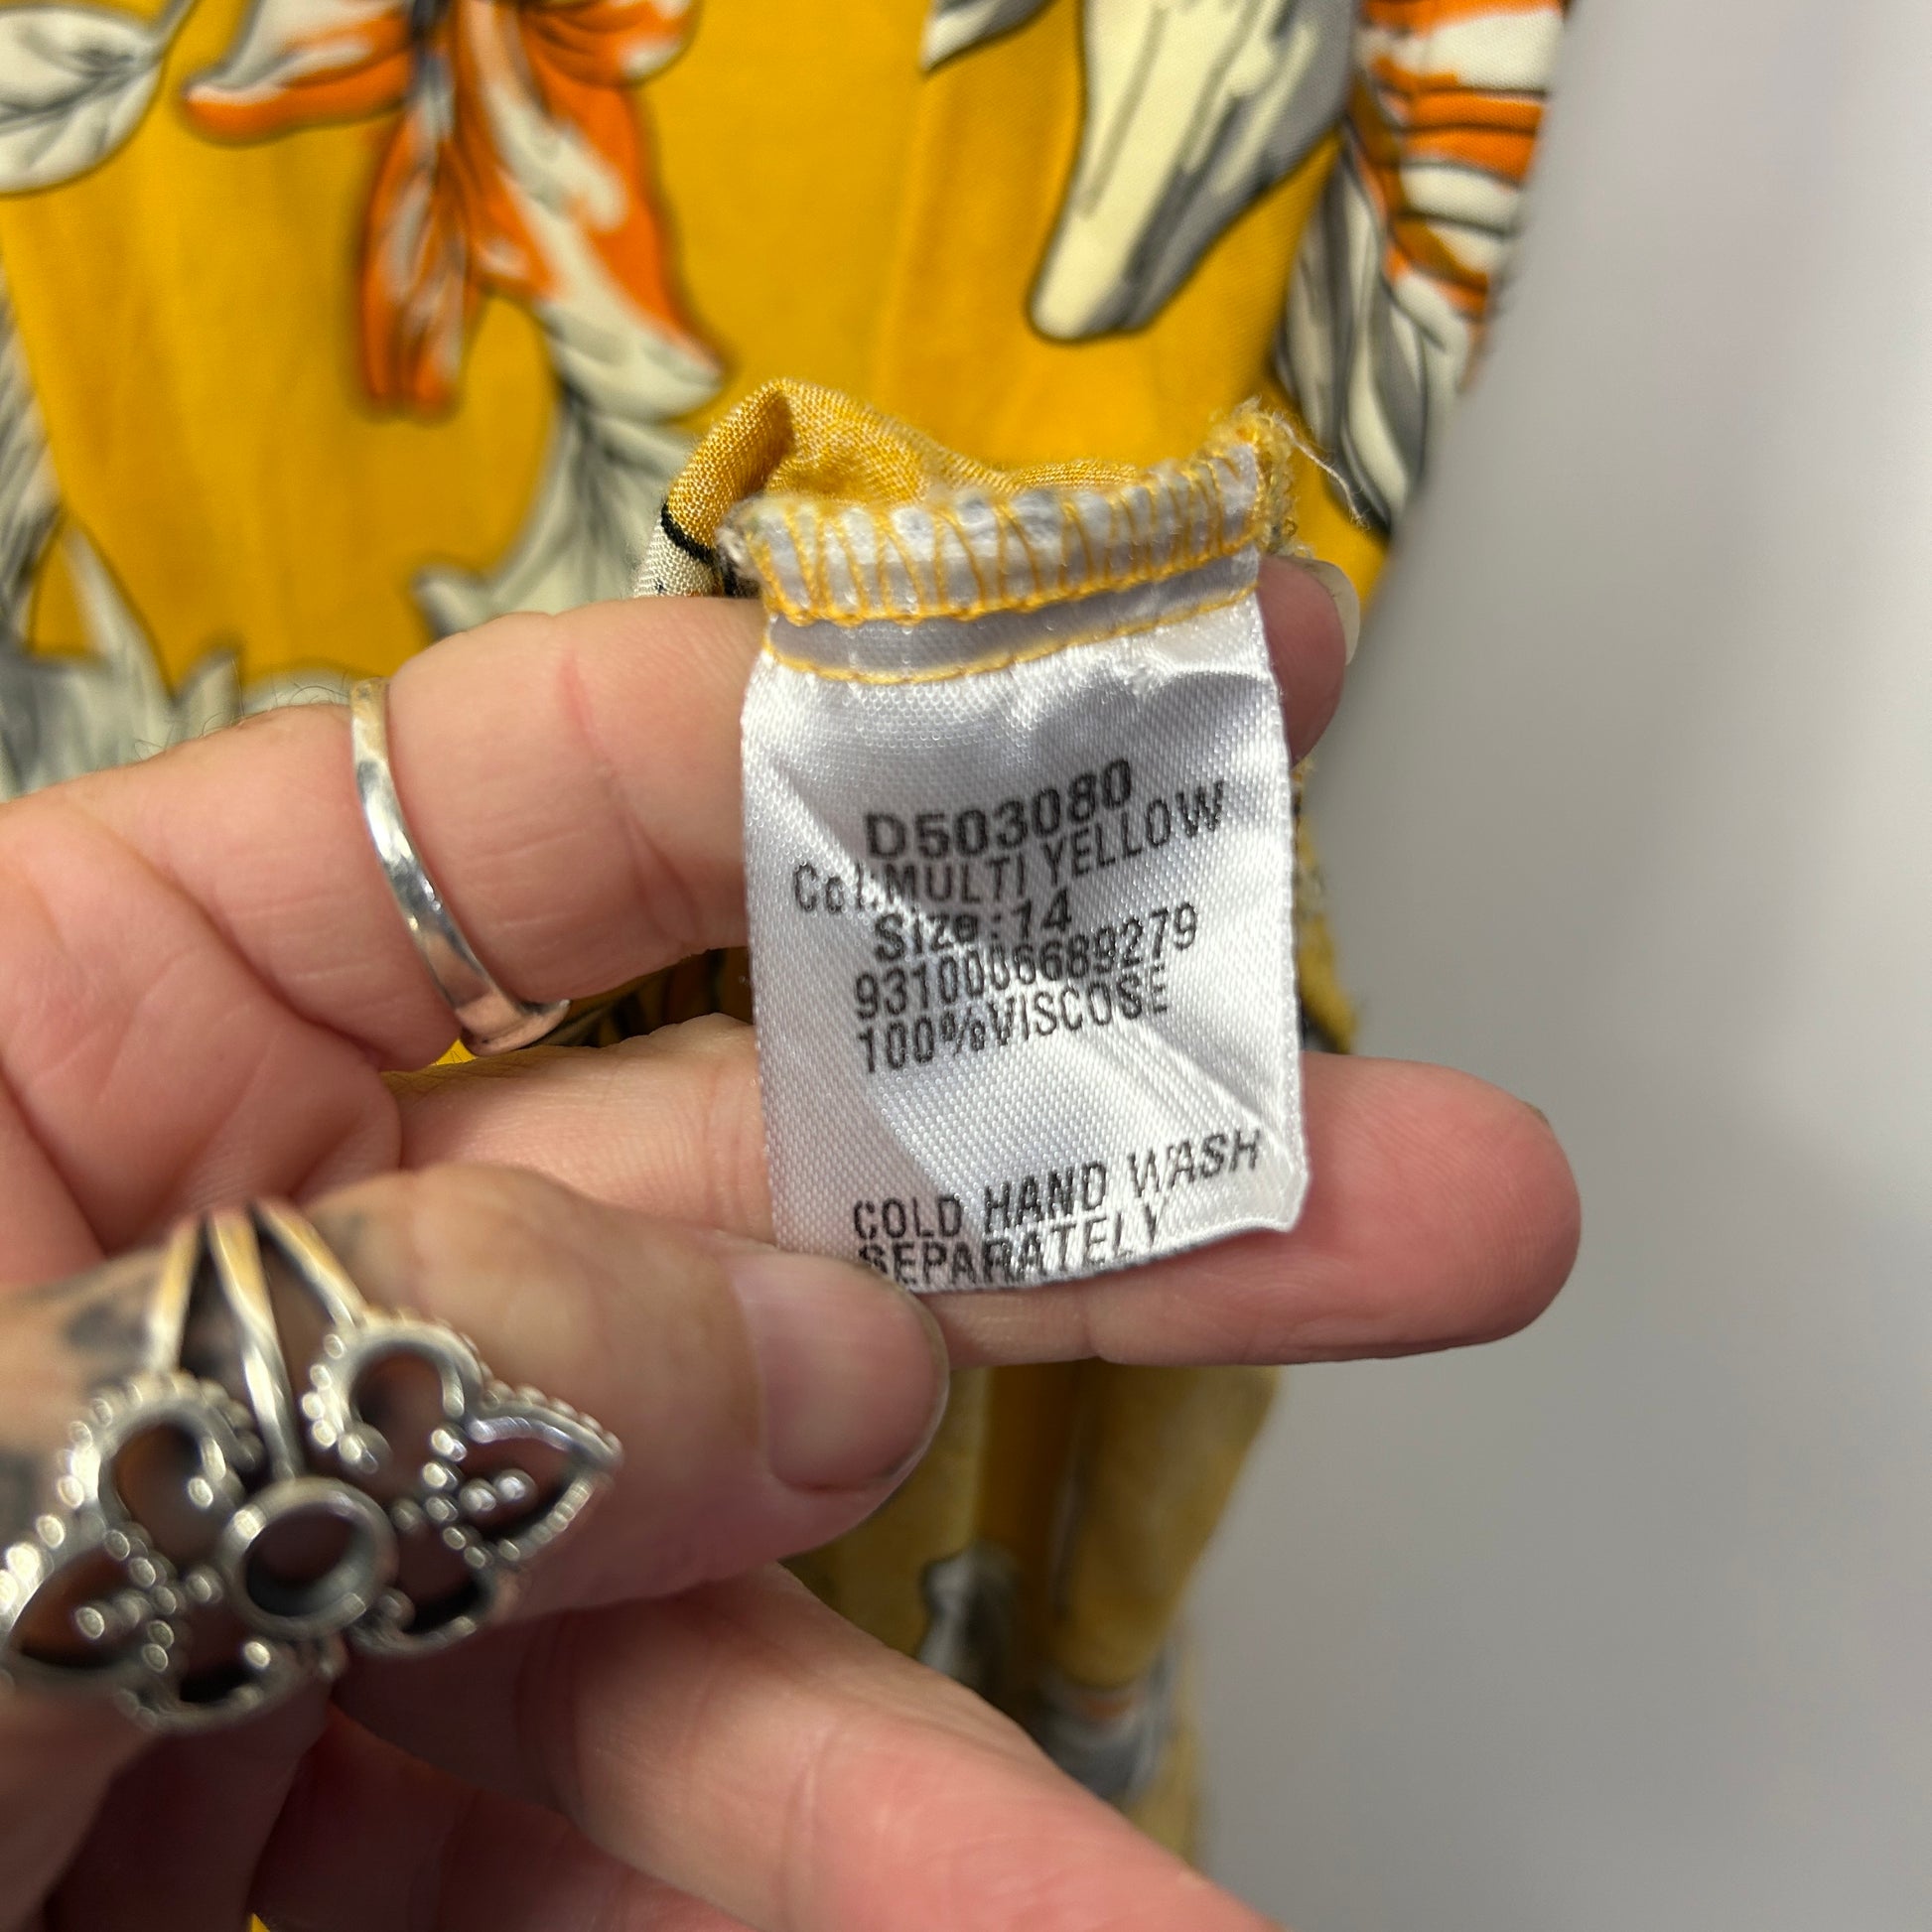 D503080
Col.MULTI YELLOW
Size:14
9310006689279
100%VISCOSE
COLD HAND WASH
SEPARATELY